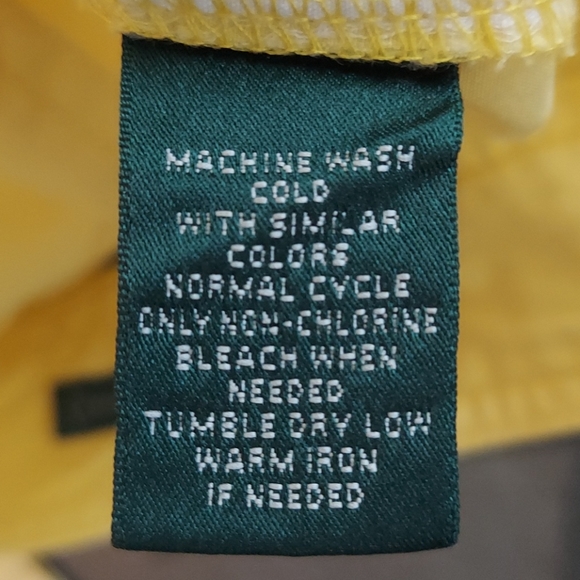 MACHINE WASH
COLD
WITH SIMILAR
COLORS
NORMAL CYCLE
ONLY NON-CHLORINE
BLEACH WHEN
NEEDED
TUMBLE DRY LOW
WARM IRON
IF NEEDED